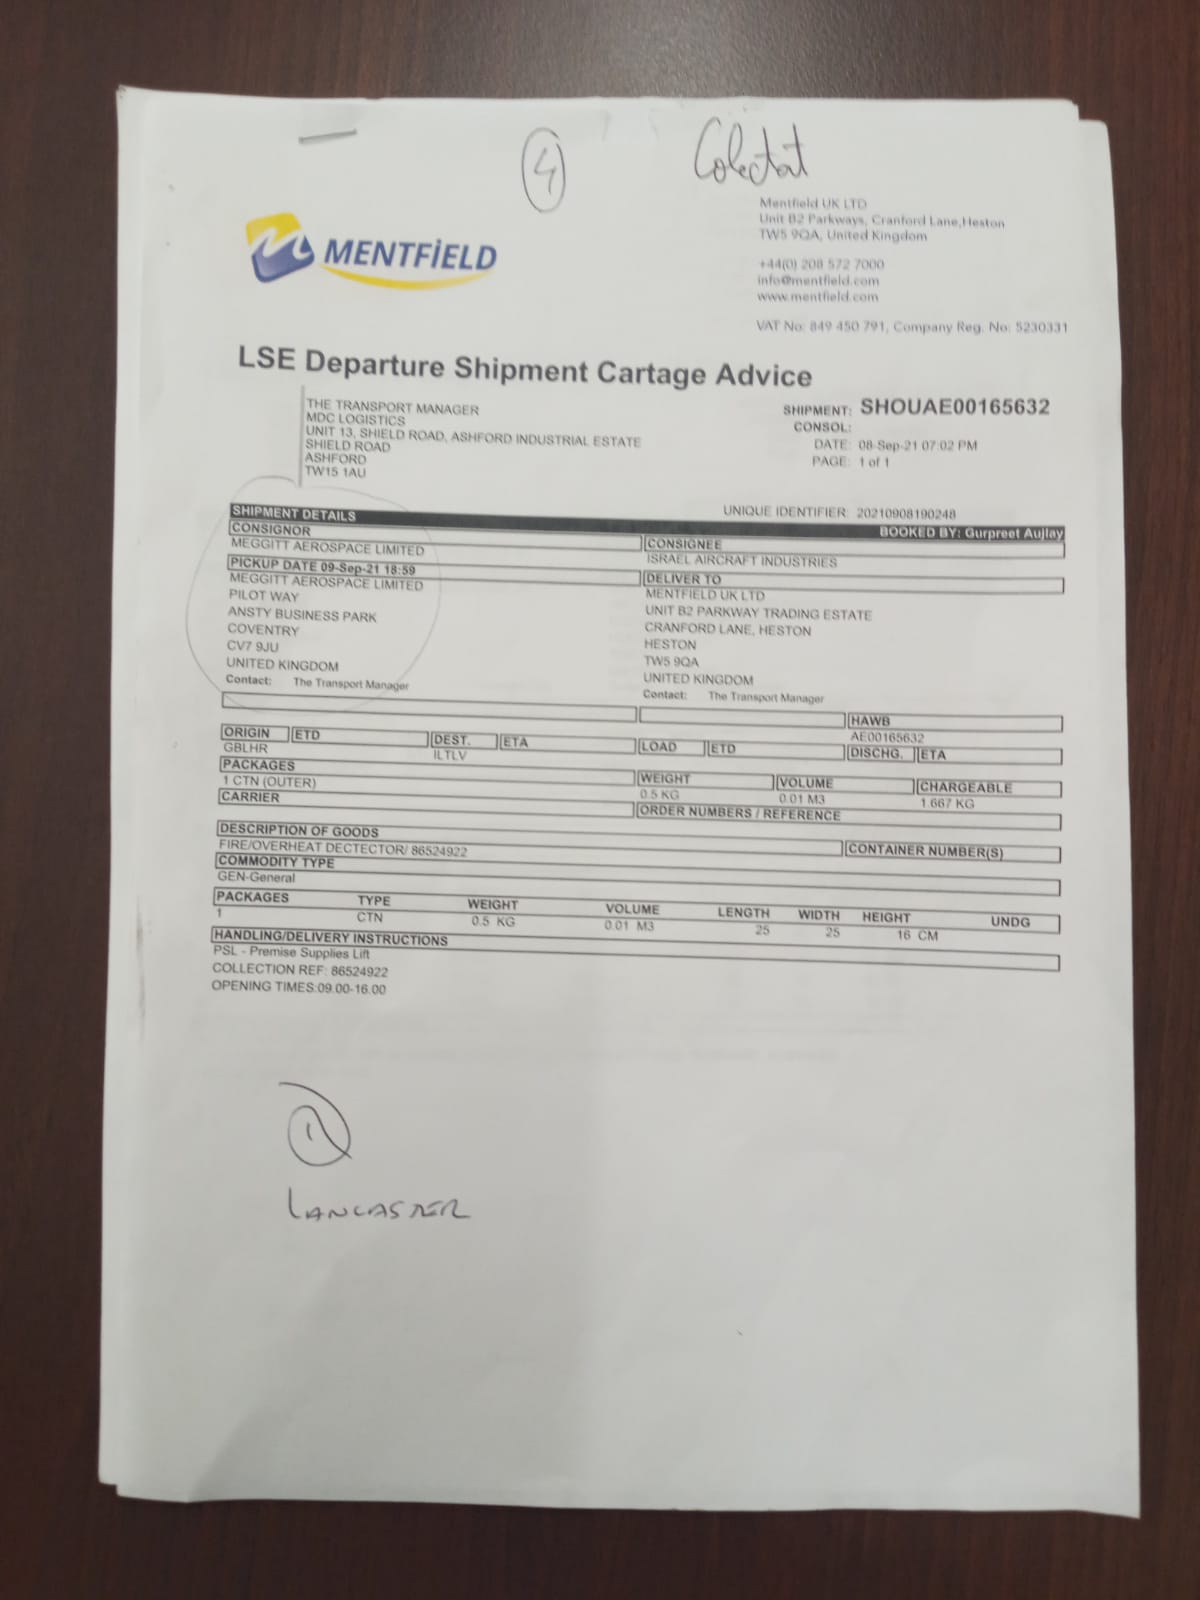 4
MENTFiELD
Mentfield UK LTD
Unit B2 Parkways, Cranford Lane,Heston
TW5 9QA, United Kingdom
+44(0) 208 572 7000
info@mentfield.com
www.mentfield.com
VAT No: 849 450 791, Company Reg. No: 5230331
LSE Departure Shipment Cartage Advice
THE TRANSPORT MANAGER
MDC LOGISTICS
UNIT 13, SHIELD ROAD, ASHFORD INDUSTRIAL ESTATE
SHIELD ROAD
ASHFORD
TW15 1AU
SHIPMENT: SHOUAE00165632
CONSOL:
DATE: 08-Sep-21 07:02 PM
PAGE: 1 of 1
UNIQUE IDENTIFIER: 20210908190248
SHIPMENT DETAILS BOOKED BY: Gurpreet Aujlay
CONSIGNOR
MEGGITT AEROSPACE LIMITED
PICKUP DATE 09-Sep-21 18:59
MEGGITT AEROSPACE LIMITED
PILOT WAY
ANSTY BUSINESS PARK
COVENTRY
CV7 9JU
UNITED KINGDOM
Contact: The Transport Manager
CONSIGNEE
ISRAEL AIRCRAFT INDUSTRIES
DELIVER TO
MENTFIELD UK LTD
UNIT B2 PARKWAY TRADING ESTATE
CRANFORD LANE, HESTON
HESTON
TW5 9QA
UNITED KINGDOM
Contact: The Transport Manager
HAWB
AE00165632
ORIGIN ETD DEST. ETA LOAD ETD DISCHG. ETA
GBLHR ILTLV
PACKAGES WEIGHT VOLUME CHARGEABLE
1 CTN (OUTER) 0.5 KG 0.01 M3 1.667 KG
CARRIER ORDER NUMBERS / REFERENCE
DESCRIPTION OF GOODS CONTAINER NUMBER(S)
FIRE/OVERHEAT DECTECTOR/ 86524922
COMMODITY TYPE
GEN-General
PACKAGES TYPE WEIGHT VOLUME LENGTH WIDTH HEIGHT UNDG
1 CTN 0.5 KG 0.01 M3 25 25 16 CM
HANDLING/DELIVERY INSTRUCTIONS
PSL - Premise Supplies Lift
COLLECTION REF: 86524922
OPENING TIMES:09.00-16.00
1
LANCASTER